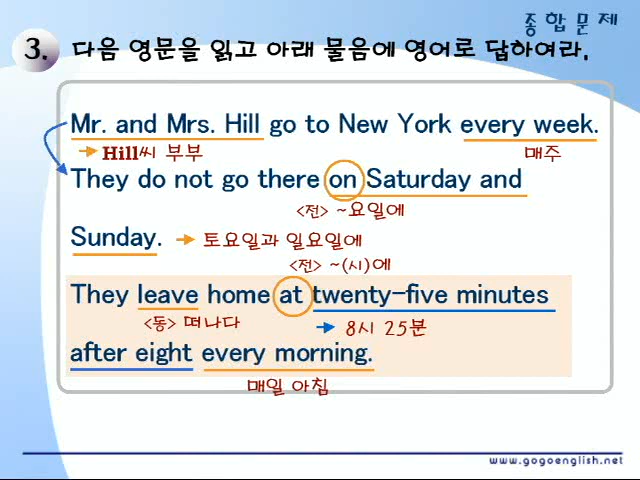 종합문제
3. 다음 영문을 읽고 아래 물음에 영어로 답하여라.
Mr. and Mrs. Hill go to New York every week.
→ Hill씨 부부 매주
They do not go there on Saturday and
<전> ~요일에
Sunday. → 토요일과 일요일에
<전> ~(시)에
They leave home at twenty-five minutes
<동> 떠나다 → 8시 25분
after eight every morning.
매일 아침
www.gogoenglish.net